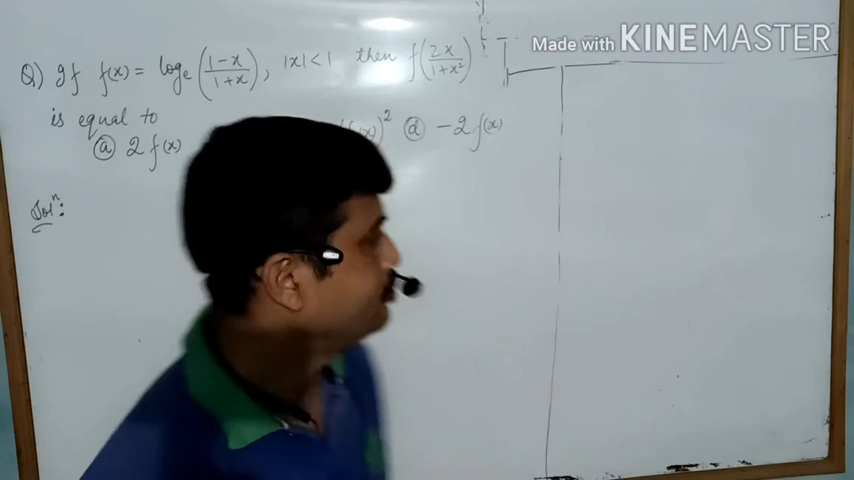 Made with KINEMASTER
Q) If f(x) = logₑ((1-x)/(1+x)), |x|<1 then f(2x/(1+x²))
is equal to
ⓐ 2f(x) (f(x))² ⓓ -2f(x)
Solⁿ: